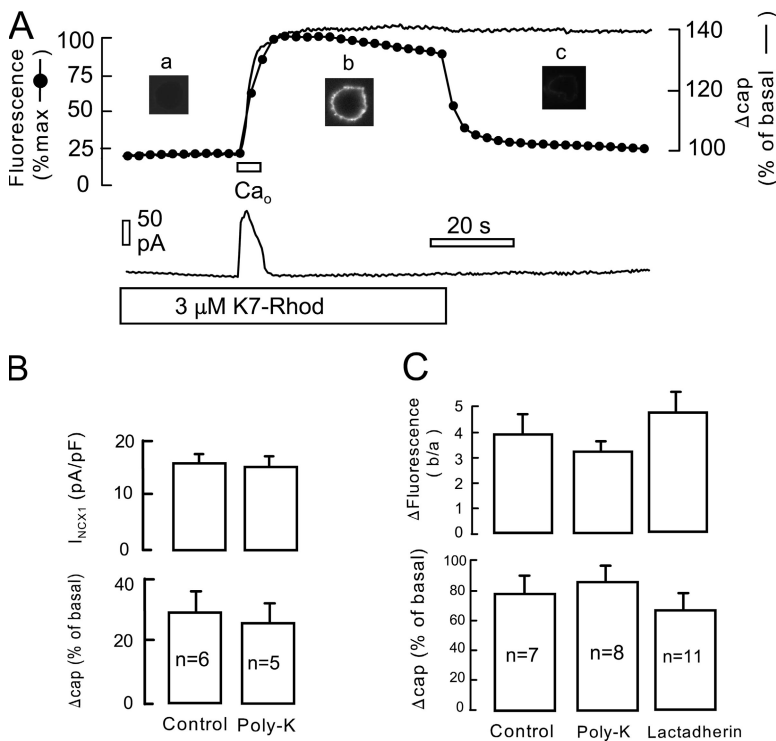 A
Fluorescence
(%max —●—)
100
75
50
25
0
a
b
c
140
120
100
Δcap
(% of basal —)
Cao
50
pA
20 s
3 μM K7-Rhod
B
INCX1 (pA/pF)
20
10
0
Δcap (% of basal)
40
20
0
n=6
n=5
Control
Poly-K
C
ΔFluorescence
( b/a )
5
4
3
2
1
0
Δcap (% of basal)
100
80
60
40
20
0
n=7
n=8
n=11
Control
Poly-K
Lactadherin